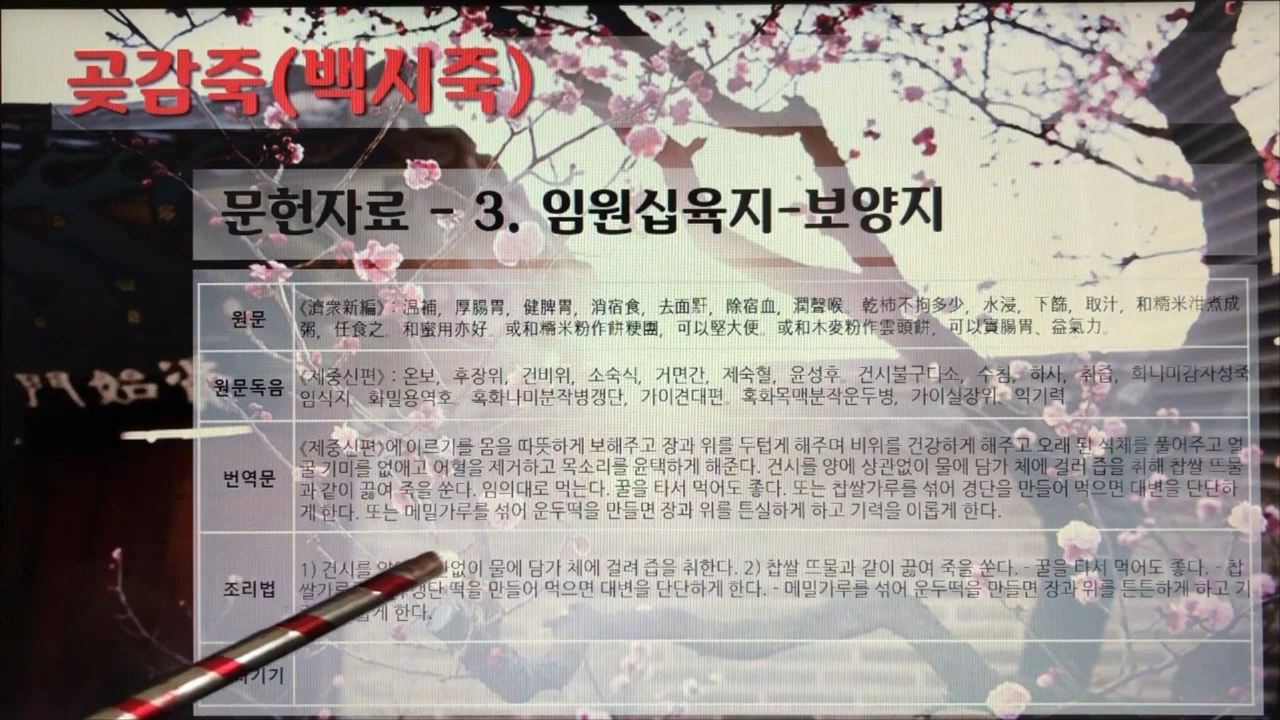 곶감죽(백시죽)
문헌자료 - 3. 임원십육지-보양지
원문
《濟衆新編》: 温補, 厚腸胃, 健脾胃, 消宿食, 去面䵟, 除宿血, 潤聲喉. 乾柿不拘多少, 水浸, 下篩, 取汁, 和糯米泔煮成
粥, 任食之. 和蜜用亦好. 或和糯米粉作餠粳團, 可以堅大便. 或和木麥粉作雲頭餠, 可以實腸胃、益氣力.
원문독음
《제중신편》: 온보, 후장위, 건비위, 소숙식, 거면간, 제숙혈, 윤성후. 건시불구다소, 수침, 하사, 취즙, 화나미감자성죽
임식지. 화밀용역호. 혹화나미분작병갱단, 가이견대변. 혹화목맥분작운두병, 가이실장위, 익기력.
번역문
《제중신편》에 이르기를 몸을 따뜻하게 보해주고 장과 위를 두텁게 해주며 비위를 건강하게 해주고 오래 된 식체를 풀어주고 얼
굴 기미를 없애고 어혈을 제거하고 목소리를 윤택하게 해준다. 건시를 양에 상관없이 물에 담가 체에 걸러 즙을 취해 찹쌀 뜨물
과 같이 끓여 죽을 쑨다. 임의대로 먹는다. 꿀을 타서 먹어도 좋다. 또는 찹쌀가루를 섞어 경단을 만들어 먹으면 대변을 단단하
게 한다. 또는 메밀가루를 섞어 운두떡을 만들면 장과 위를 튼실하게 하고 기력을 이롭게 한다.
조리법
1) 건시를 물에 담가 체에 걸려 즙을 취한다. 2) 찹쌀 뜨물과 같이 끓여 죽을 쑨다. - 꿀을 타서 먹어도 좋다. - 찹
쌀가루 떡을 만들어 먹으면 대변을 단단하게 한다. - 메밀가루를 섞어 운두떡을 만들면 장과 위를 튼튼하게 하고 기
한다.
門 始